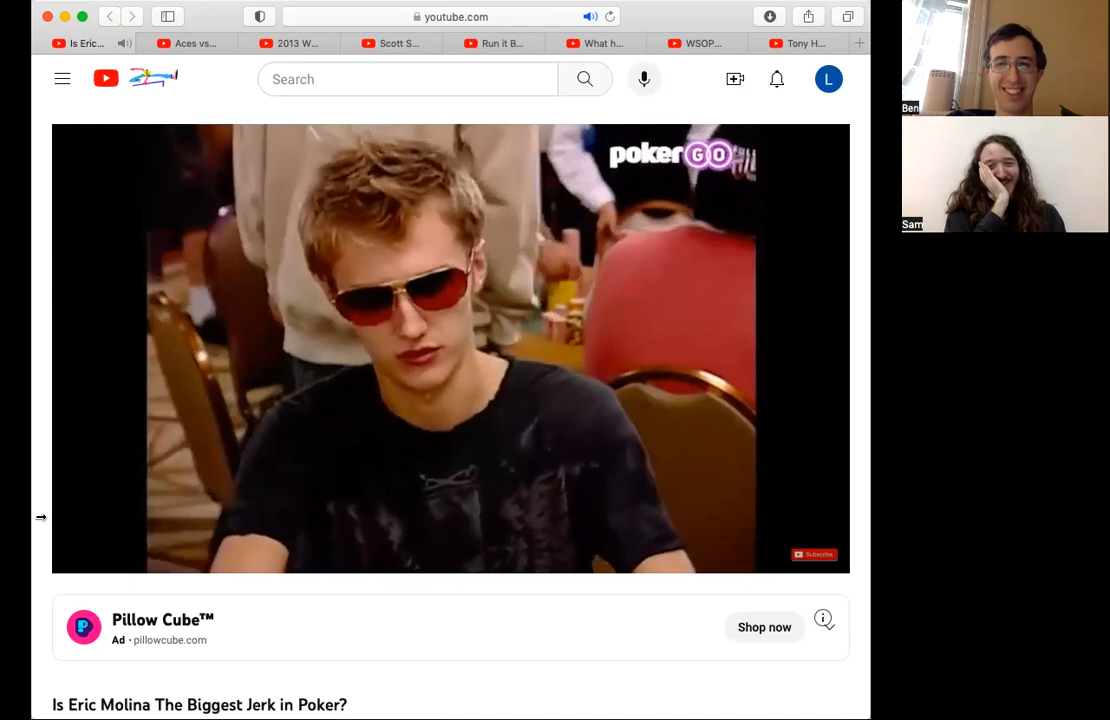 youtube.com
Is Eric...
Aces vs...
2013 W...
Scott S...
Run it B...
What h...
WSOP...
Tony H...
Search
L
pokerGO
Subscribe
Pillow Cube™
Ad · pillowcube.com
Shop now
Is Eric Molina The Biggest Jerk in Poker?
Ben
Sam